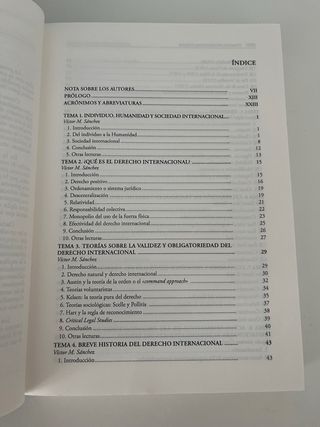 ÍNDICE
NOTA SOBRE LOS AUTORES VII
PRÓLOGO XIII
ACRÓNIMOS Y ABREVIATURAS XXIII
TEMA 1. INDIVIDUO, HUMANIDAD Y SOCIEDAD INTERNACIONAL 1
Víctor M. Sánchez
1. Introducción 1
2. Del individuo a la Humanidad 1
3. Sociedad internacional 8
4. Conclusión 12
5. Otras lecturas 13
TEMA 2. ¿QUÉ ES EL DERECHO INTERNACIONAL? 15
Víctor M. Sánchez
1. Introducción 15
2. Derecho positivo 16
3. Ordenamiento o sistema jurídico 19
4. Descentralización 19
5. Relatividad 21
6. Responsabilidad colectiva 22
7. Monopolio del uso de la fuerza física 23
8. Efectividad del derecho internacional 25
9. Conclusión 26
10. Otras lecturas 27
TEMA 3. TEORÍAS SOBRE LA VALIDEZ Y OBLIGATORIEDAD DEL
DERECHO INTERNACIONAL 29
Víctor M. Sánchez
1. Introducción 29
2. Derecho natural y derecho internacional 30
3. Austin y la teoría de la orden o el «command approach» 32
4. Teorías voluntaristas 34
5. Kelsen: la teoría pura del derecho 35
6. Teorías sociológicas: Scelle y Politis 37
7. Hart y la regla de reconocimiento 38
8. Critical Legal Studies 39
9. Conclusión 40
10. Otras lecturas 41
TEMA 4. BREVE HISTORIA DEL DERECHO INTERNACIONAL 43
Víctor M. Sánchez
1. Introducción 43